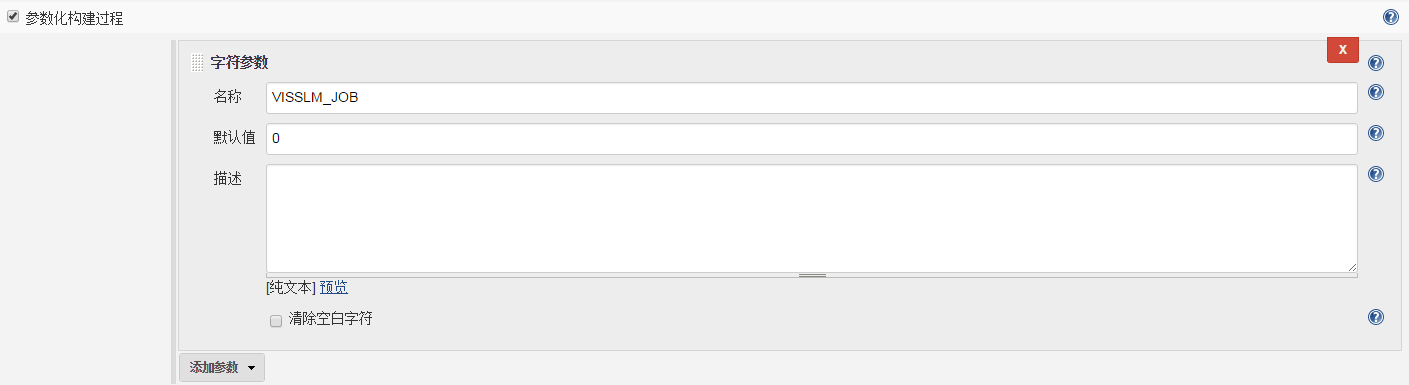 参数化构建过程
X
字符参数
名称 VISSLM_JOB
默认值 0
描述
[纯文本] 预览
清除空白字符
添加参数